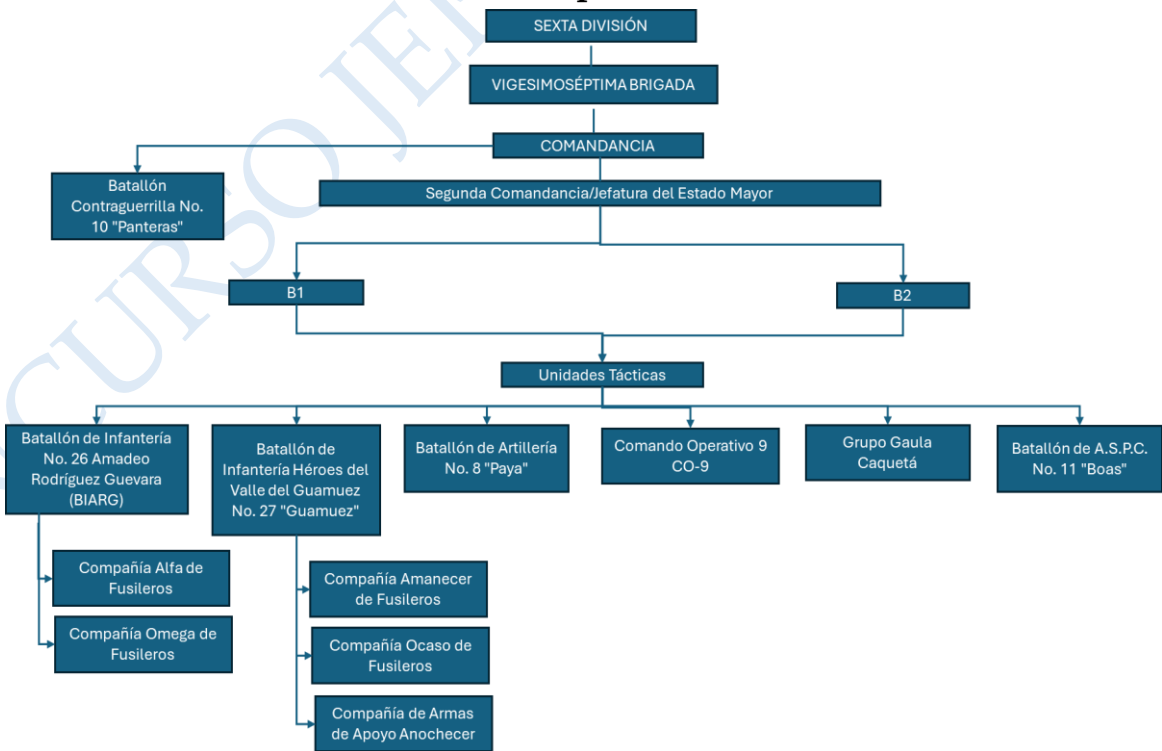 SEXTA DIVISIÓN
VIGESIMOSÉPTIMA BRIGADA
COMANDANCIA
Batallón
Contraguerrilla No.
10 "Panteras"
Segunda Comandancia/Jefatura del Estado Mayor
B1
B2
Unidades Tácticas
Batallón de Infantería
No. 26 Amadeo
Rodríguez Guevara
(BIARG)
Batallón de
Infantería Héroes del
Valle del Guamuez
No. 27 "Guamuez"
Batallón de Artillería
No. 8 "Paya"
Comando Operativo 9
CO-9
Grupo Gaula
Caquetá
Batallón de A.S.P.C.
No. 11 "Boas"
Compañía Alfa de
Fusileros
Compañía Omega de
Fusileros
Compañía Amanecer
de Fusileros
Compañía Ocaso de
Fusileros
Compañía de Armas
de Apoyo Anochecer
CURSO